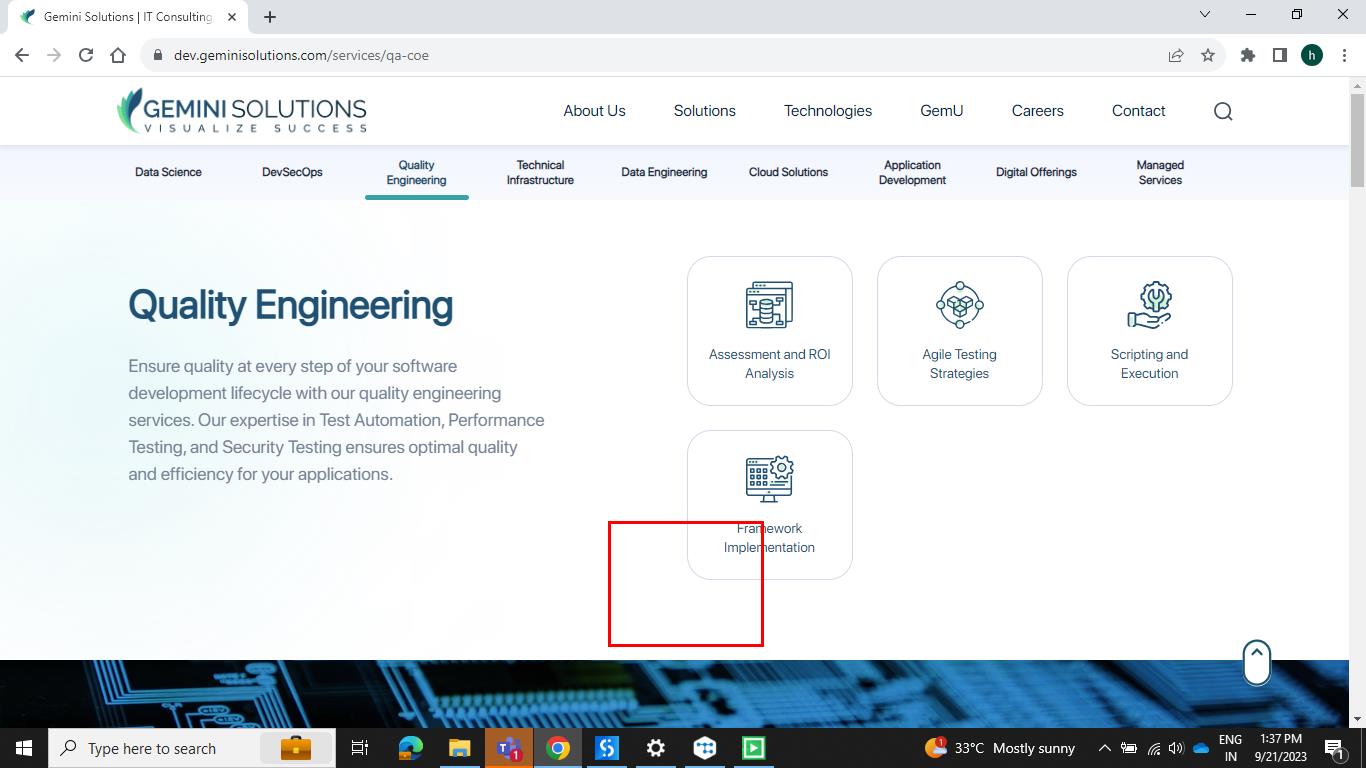 Gemini Solutions | IT Consulting
dev.geminisolutions.com/services/qa-coe
h
GEMINI SOLUTIONS
VISUALIZE SUCCESS
About Us
Solutions
Technologies
GemU
Careers
Contact
Data Science
DevSecOps
Quality
Engineering
Technical
Infrastructure
Data Engineering
Cloud Solutions
Application
Development
Digital Offerings
Managed
Services
Quality Engineering
Ensure quality at every step of your software
development lifecycle with our quality engineering
services. Our expertise in Test Automation, Performance
Testing, and Security Testing ensures optimal quality
and efficiency for your applications.
Assessment and ROI
Analysis
Agile Testing
Strategies
Scripting and
Execution
Framework
Implementation
Type here to search
1
1
33°C Mostly sunny
ENG
IN
1:37 PM
9/21/2023
1